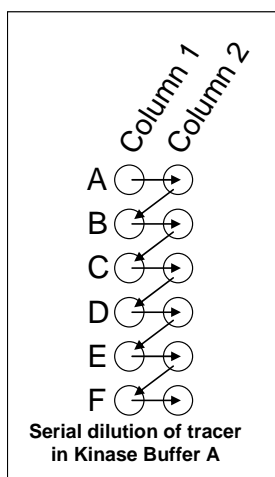 Column 1
Column 2
A
B
C
D
E
F
Serial dilution of tracer
in Kinase Buffer A